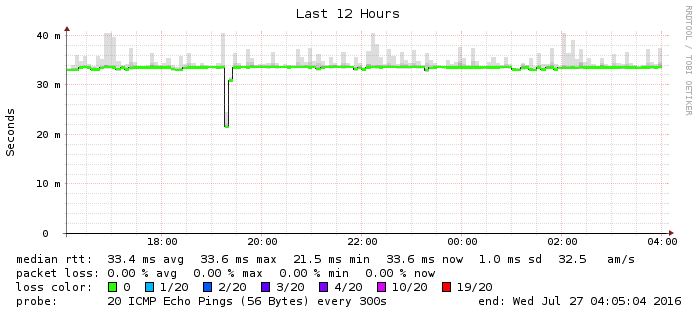 Last 12 Hours
RRDTOOL / TOBI OETIKER
Seconds
40 m
30 m
20 m
10 m
0
18:00 20:00 22:00 00:00 02:00 04:00
median rtt: 33.4 ms avg 33.6 ms max 21.5 ms min 33.6 ms now 1.0 ms sd 32.5 am/s
packet loss: 0.00 % avg 0.00 % max 0.00 % min 0.00 % now
loss color: 0 1/20 2/20 3/20 4/20 10/20 19/20
probe: 20 ICMP Echo Pings (56 Bytes) every 300s end: Wed Jul 27 04:05:04 2016